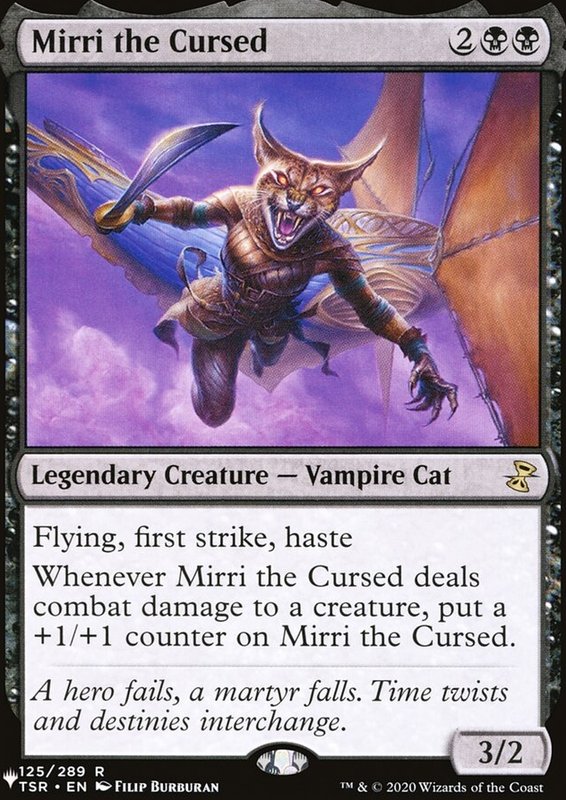 Mirri the Cursed 2
Legendary Creature — Vampire Cat
Flying, first strike, haste
Whenever Mirri the Cursed deals
combat damage to a creature, put a
+1/+1 counter on Mirri the Cursed.
A hero fails, a martyr falls. Time twists
and destinies interchange.
3/2
125/289 R
TSR • EN Filip Burburan ™ & © 2020 Wizards of the Coast